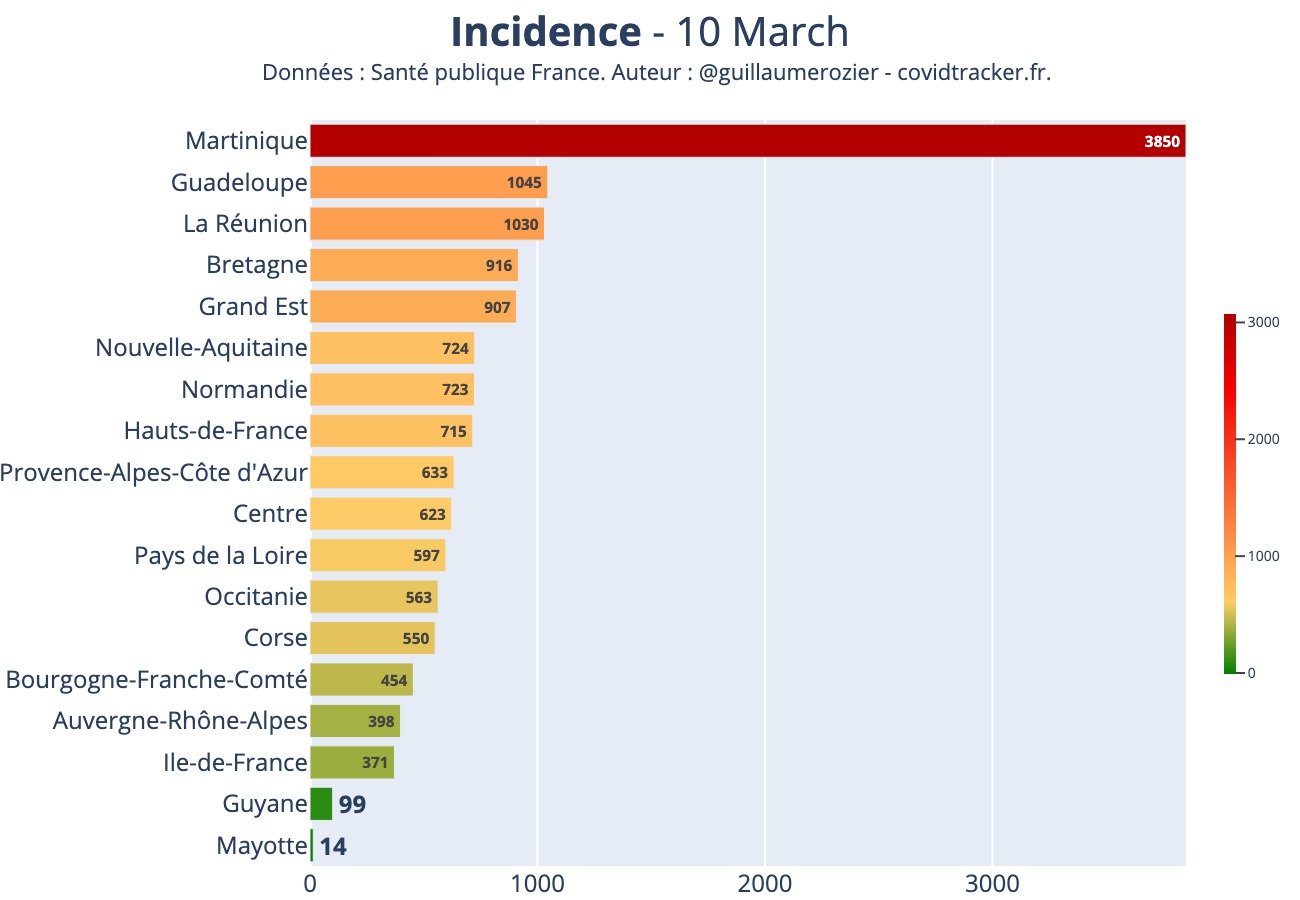 Incidence - 10 March
Données : Santé publique France. Auteur : @guillaumerozier - covidtracker.fr.
Martinique 3850
Guadeloupe 1045
La Réunion 1030
Bretagne 916
Grand Est 907
Nouvelle-Aquitaine 724
Normandie 723
Hauts-de-France 715
Provence-Alpes-Côte d'Azur 633
Centre 623
Pays de la Loire 597
Occitanie 563
Corse 550
Bourgogne-Franche-Comté 454
Auvergne-Rhône-Alpes 398
Ile-de-France 371
Guyane 99
Mayotte 14
0 1000 2000 3000
3000
2000
1000
0